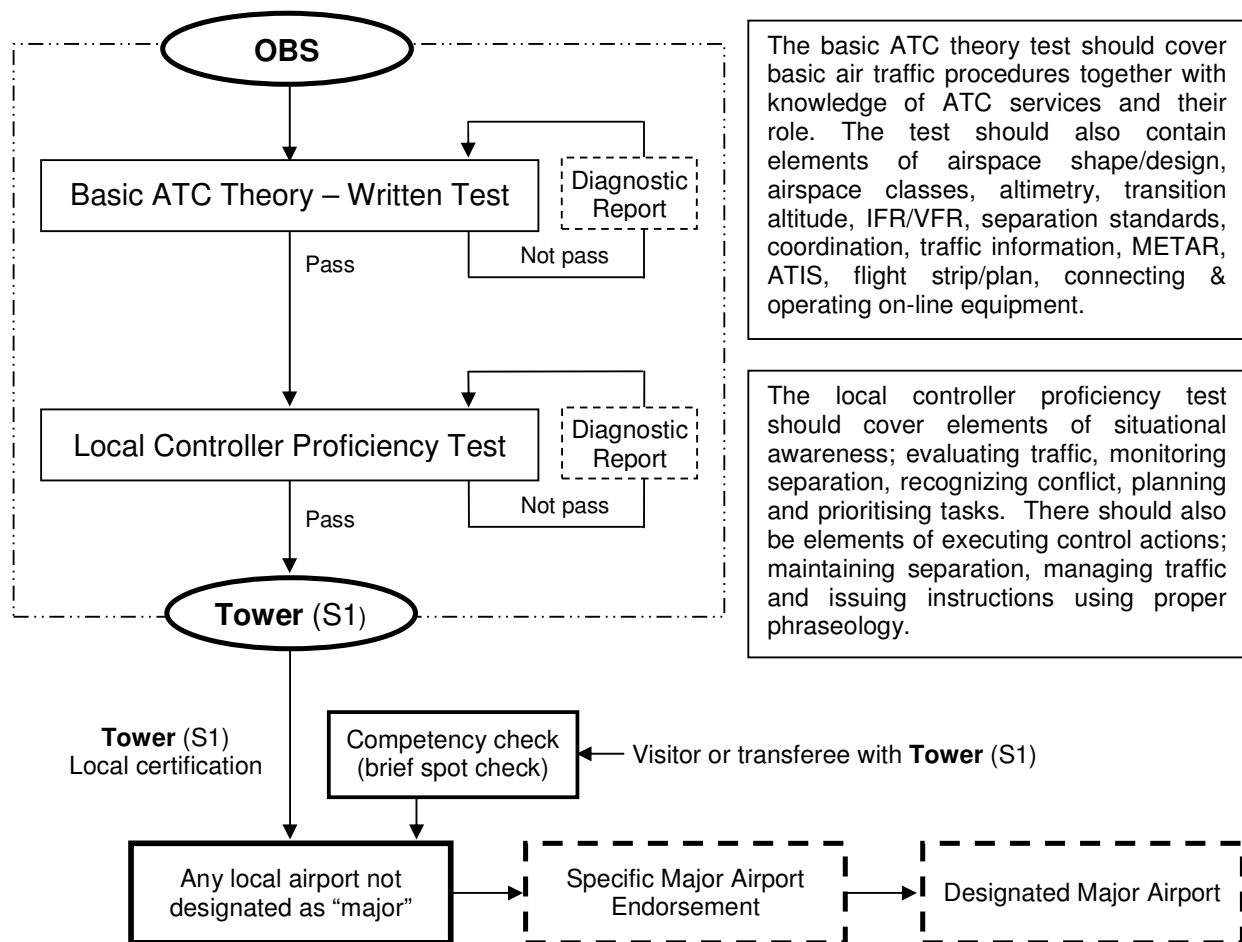 OBS
Basic ATC Theory – Written Test
Diagnostic
Report
Pass
Not pass
Local Controller Proficiency Test
Diagnostic
Report
Pass
Not pass
Tower (S1)
The basic ATC theory test should cover
basic air traffic procedures together with
knowledge of ATC services and their
role. The test should also contain
elements of airspace shape/design,
airspace classes, altimetry, transition
altitude, IFR/VFR, separation standards,
coordination, traffic information, METAR,
ATIS, flight strip/plan, connecting &
operating on-line equipment.
The local controller proficiency test
should cover elements of situational
awareness; evaluating traffic, monitoring
separation, recognizing conflict, planning
and prioritising tasks. There should also
be elements of executing control actions;
maintaining separation, managing traffic
and issuing instructions using proper
phraseology.
Tower (S1)
Local certification
Competency check
(brief spot check)
Visitor or transferee with Tower (S1)
Any local airport not
designated as “major”
Specific Major Airport
Endorsement
Designated Major Airport